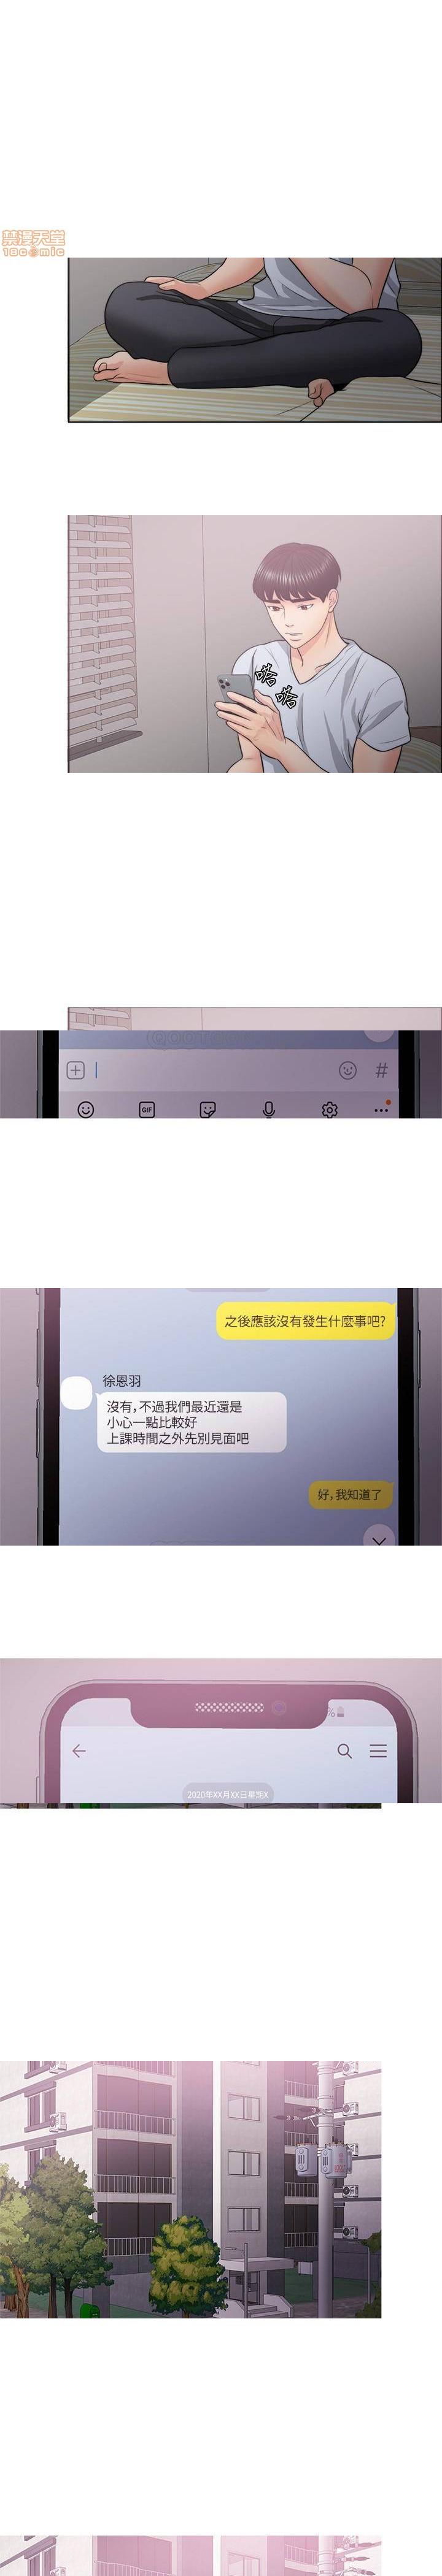 禁漫天堂
18comic
喀
喀
GIF
#
之後應該沒有發生什麼事吧?
徐恩羽
沒有, 不過我們最近還是
小心一點比較好
上課時間之外先別見面吧
好, 我知道了
%
2020年XX月XX日星期X